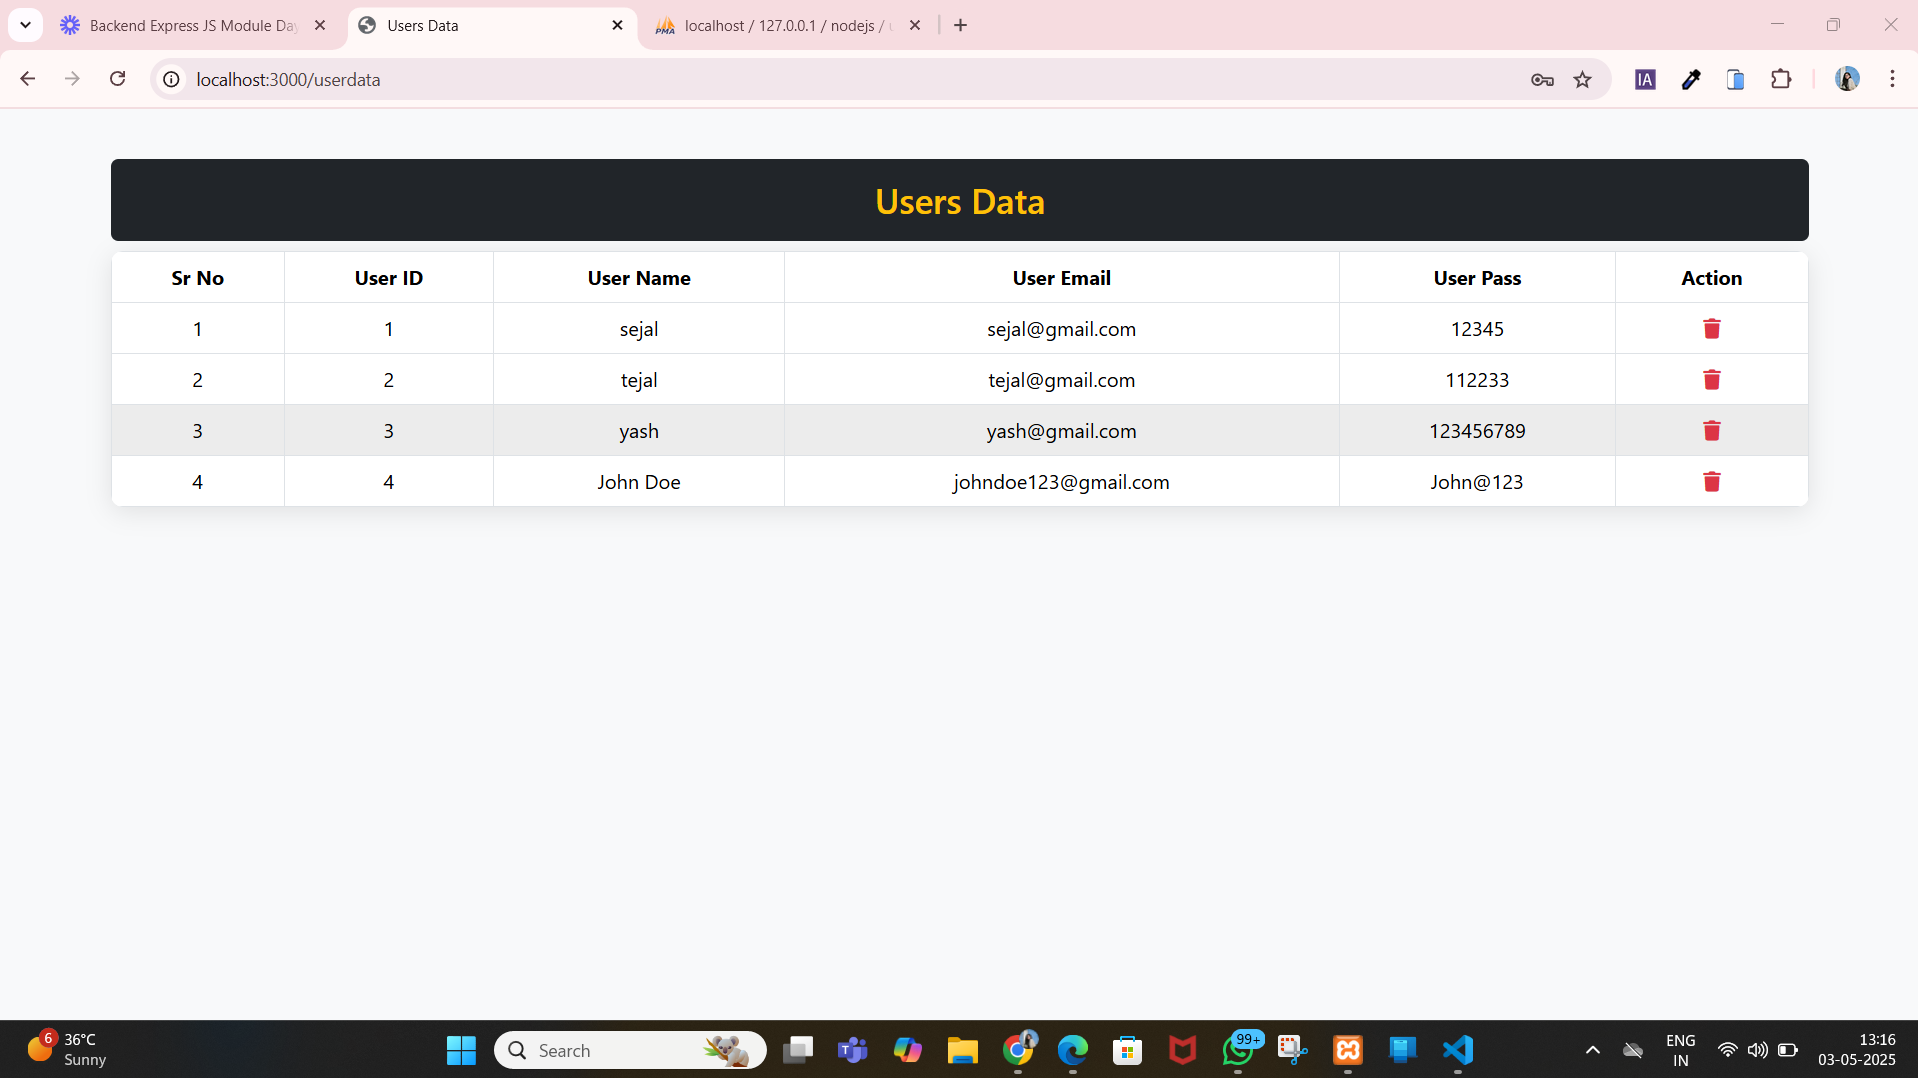 Backend Express JS Module Da
Users Data
localhost / 127.0.0.1 / nodejs /
localhost:3000/userdata
IA
Users Data
Sr No User ID User Name User Email User Pass Action
1 1 sejal sejal@gmail.com 12345
2 2 tejal tejal@gmail.com 112233
3 3 yash yash@gmail.com 123456789
4 4 John Doe johndoe123@gmail.com John@123
6
36°C
Sunny
Search
99+
ENG
IN
13:16
03-05-2025